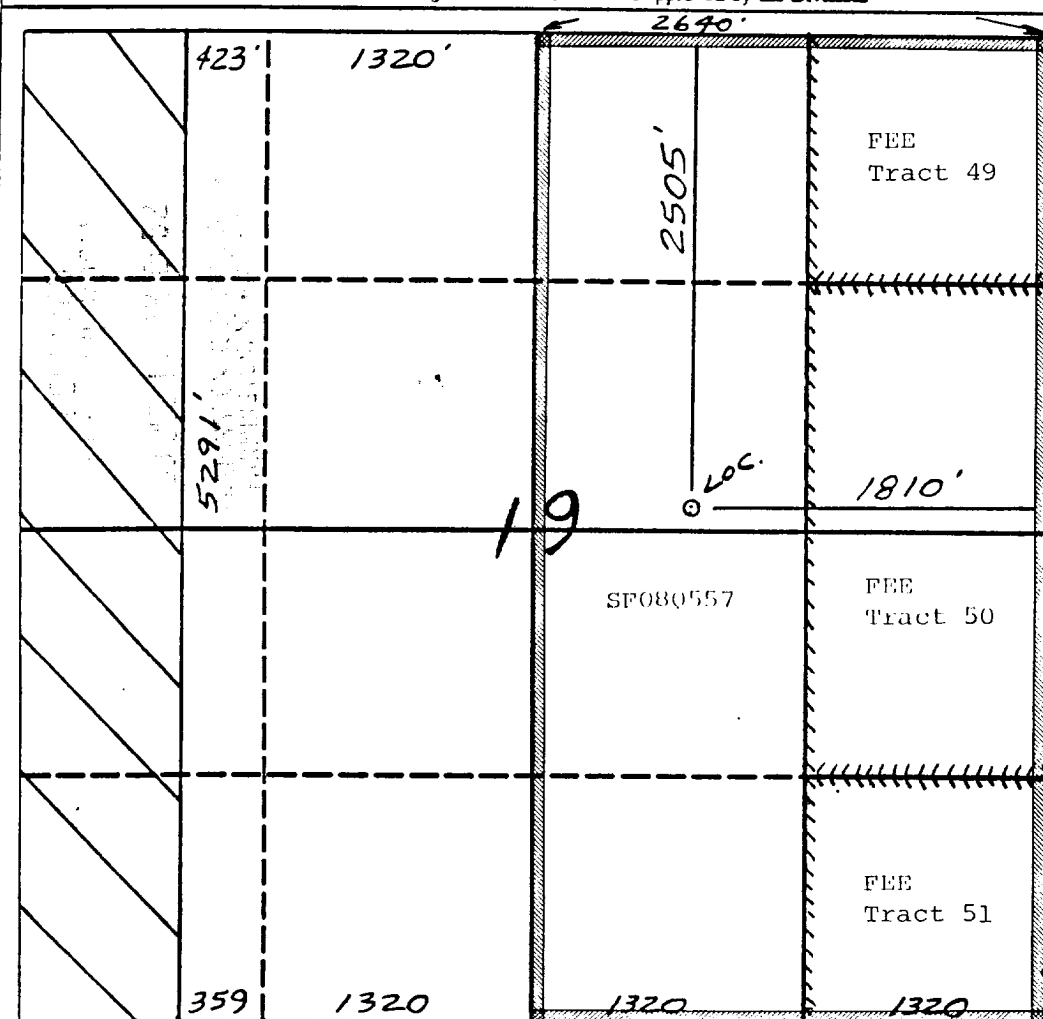 2640'
423' 1320'
2505'
FEE
Tract 49
5291'
LOC.
1810'
19
SF080557
FEE
Tract 50
FEE
Tract 51
359 1320 1320 1320